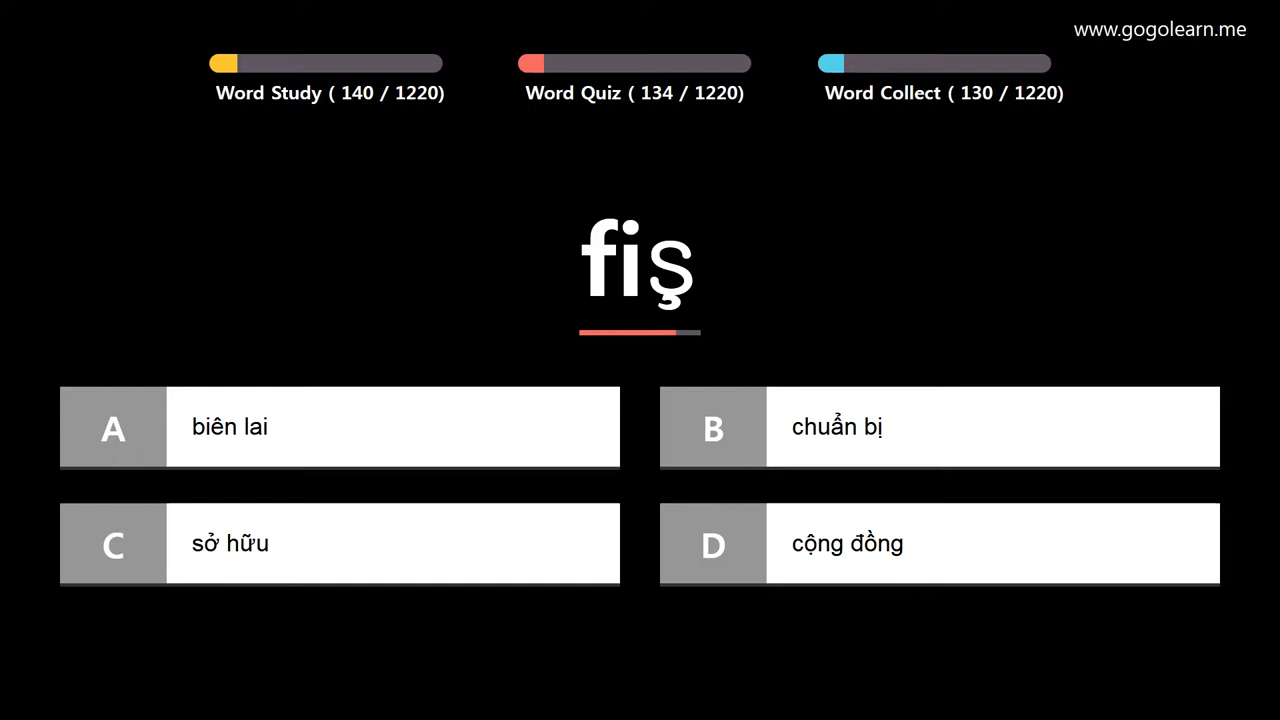 www.gogolearn.me
Word Study ( 140 / 1220)
Word Quiz ( 134 / 1220)
Word Collect ( 130 / 1220)
fiş
A biên lai
B chuẩn bị
C sở hữu
D cộng đồng